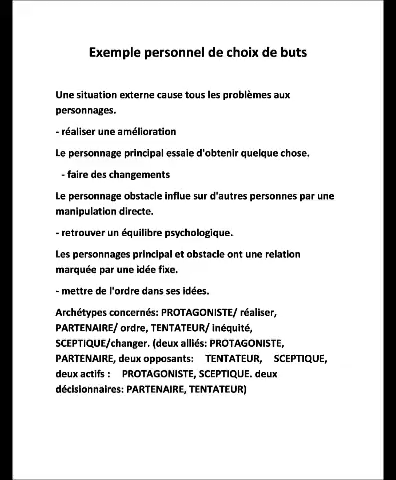 Exemple personnel de choix de buts
Une situation externe cause tous les problèmes aux
personnages.
- réaliser une amélioration
Le personnage principal essaie d'obtenir quelque chose.
- faire des changements
Le personnage obstacle influe sur d'autres personnes par une
manipulation directe.
- retrouver un équilibre psychologique.
Les personnages principal et obstacle ont une relation
marquée par une idée fixe.
- mettre de l'ordre dans ses idées.
Archétypes concernés: PROTAGONISTE/ réaliser,
PARTENAIRE/ ordre, TENTATEUR/ inéquité,
SCEPTIQUE/changer. (deux alliés: PROTAGONISTE,
PARTENAIRE, deux opposants: TENTATEUR, SCEPTIQUE,
deux actifs : PROTAGONISTE, SCEPTIQUE. deux
décisionnaires: PARTENAIRE, TENTATEUR)